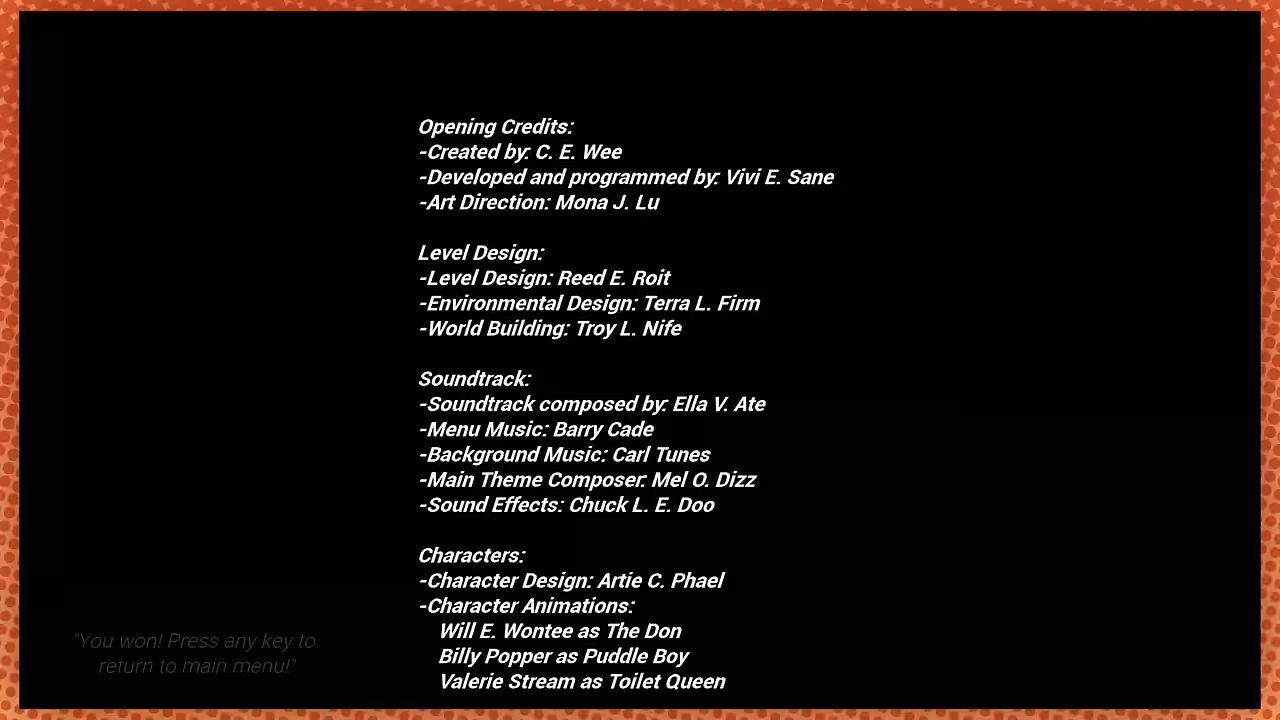 Opening Credits:
-Created by: C. E. Wee
-Developed and programmed by: Vivi E. Sane
-Art Direction: Mona J. Lu
Level Design:
-Level Design: Reed E. Roit
-Environmental Design: Terra L. Firm
-World Building: Troy L. Nife
Soundtrack:
-Soundtrack composed by: Ella V. Ate
-Menu Music: Barry Cade
-Background Music: Carl Tunes
-Main Theme Composer: Mel O. Dizz
-Sound Effects: Chuck L. E. Doo
Characters:
-Character Design: Artie C. Phael
-Character Animations:
Will E. Wontee as The Don
Billy Popper as Puddle Boy
Valerie Stream as Toilet Queen
"You won! Press any key to
return to main menu!"